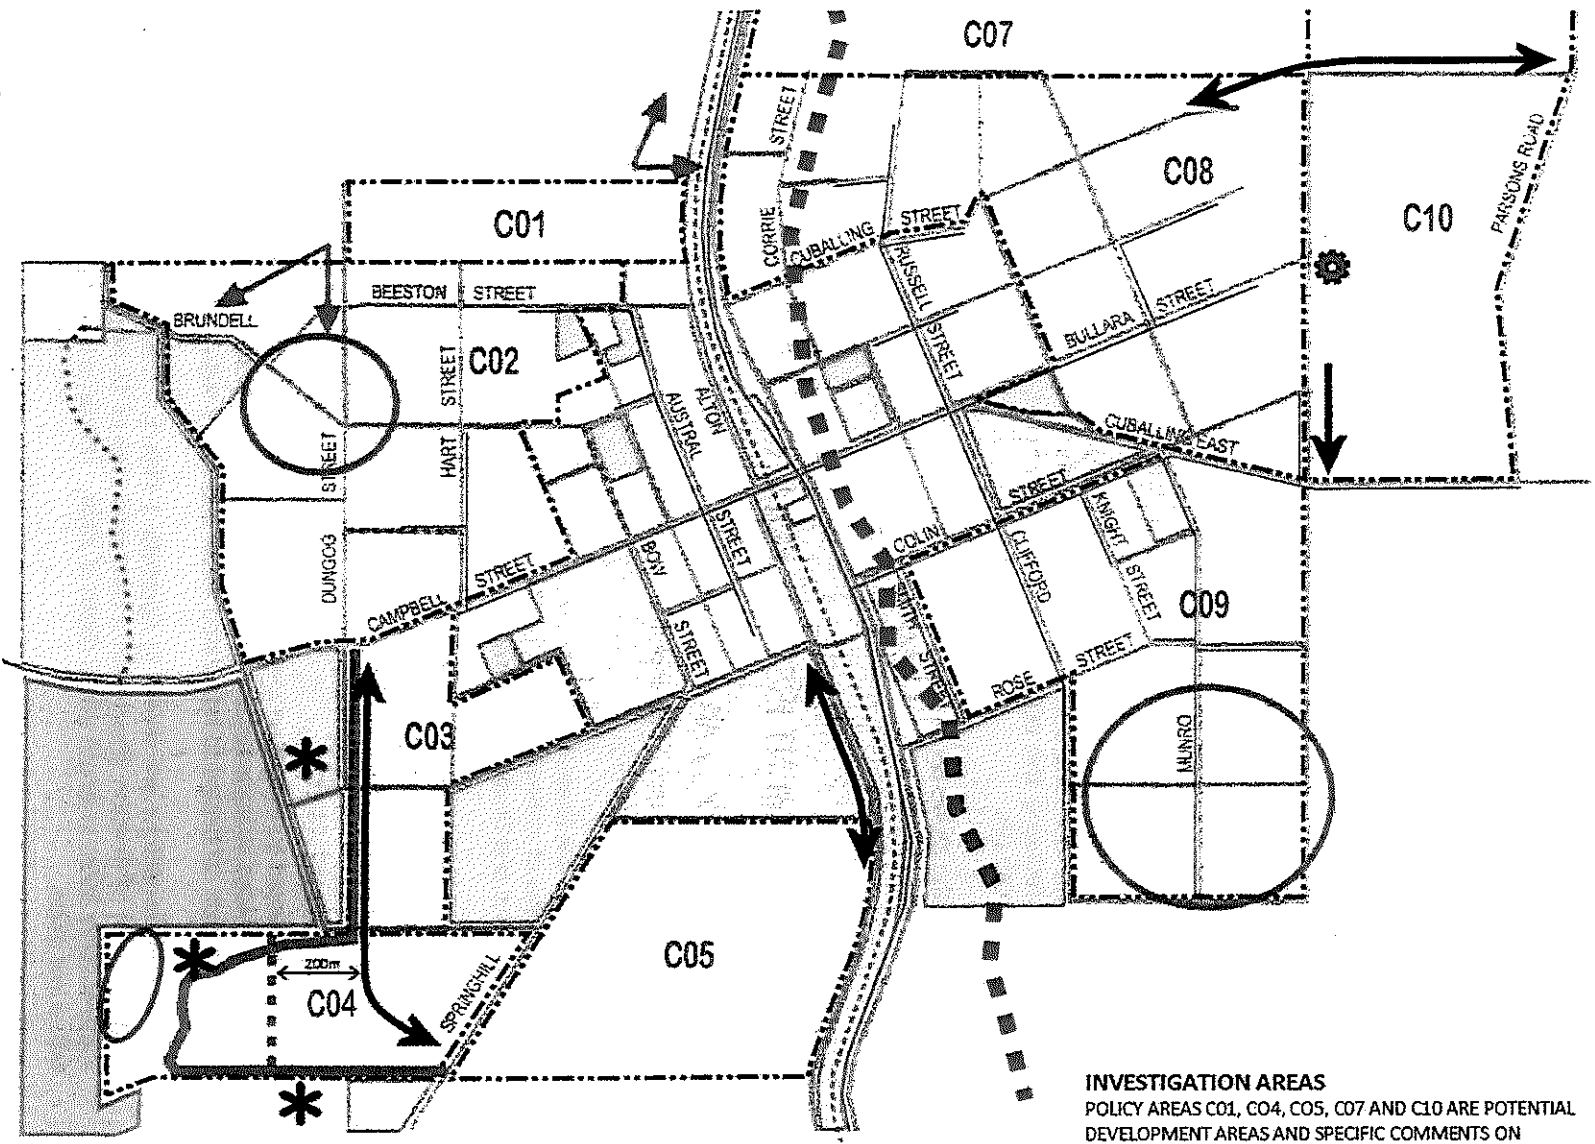 C07
STREET
C08
PARSONS ROAD
C10
C01
CORRIE
CUBALLING
STREET
RUSSELL
STREET
BEESTON STREET
BRUNDELL
BULLARA STREET
STREET
C02
HART
AUSTRAL
ALTON
STREET
CUBALLING EAST
STREET
DUNGOG
STREET
COLIN
KNIGHT
STREET
CLIFFORD
BOW
STREET
CAMPBELL
STREET
C09
STREET
ROSE
STREET
C03
MUNRO
200m
C04
SPRINGHILL
C05
INVESTIGATION AREAS
POLICY AREAS C01, C04, C05, C07 AND C10 ARE POTENTIAL
DEVELOPMENT AREAS AND SPECIFIC COMMENTS ON